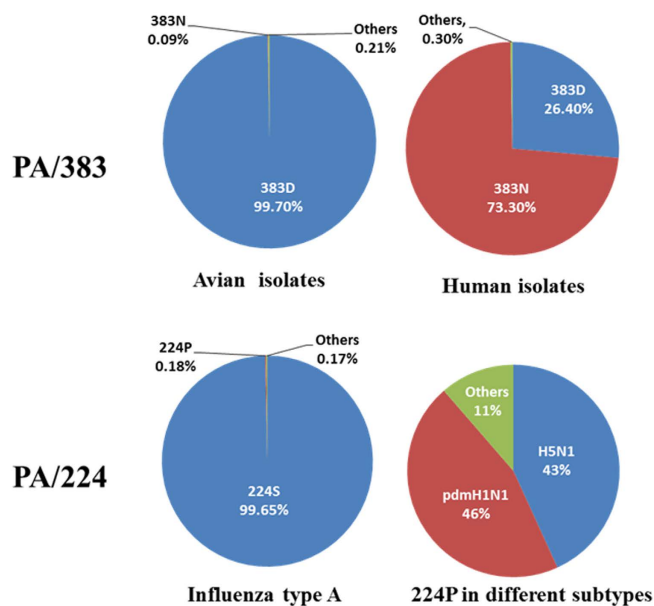 383N
0.09%
Others
0.21%
Others,
0.30%
383D
26.40%
PA/383
383D
99.70%
383N
73.30%
Avian isolates
Human isolates
224P
0.18%
Others
0.17%
Others
11%
H5N1
43%
PA/224
224S
99.65%
pdmH1N1
46%
Influenza type A
224P in different subtypes